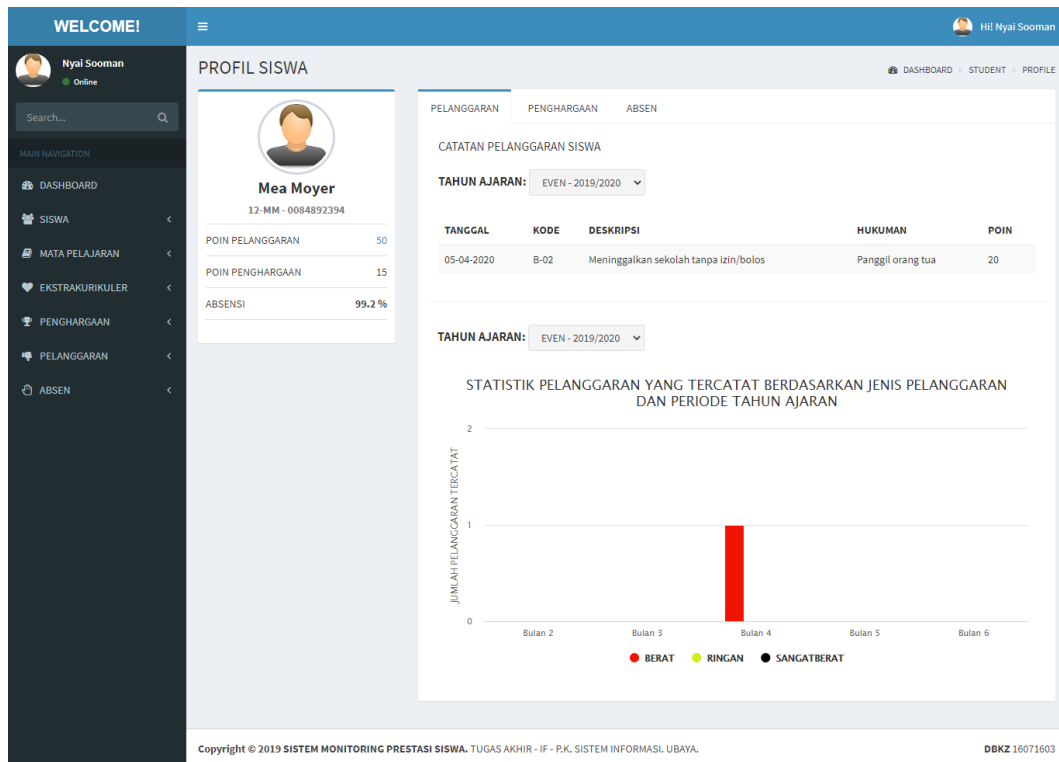 WELCOME!
Hi! Nyai Sooman
Nyai Sooman
Online
Search...
MAIN NAVIGATION
DASHBOARD
SISWA
MATA PELAJARAN
EKSTRAKURIKULER
PENGHARGAAN
PELANGGARAN
ABSEN
PROFIL SISWA
DASHBOARD > STUDENT > PROFILE
Mea Moyer
12-MM - 0084892394
POIN PELANGGARAN 50
POIN PENGHARGAAN 15
ABSENSI 99.2 %
PELANGGARAN PENGHARGAAN ABSEN
CATATAN PELANGGARAN SISWA
TAHUN AJARAN: EVEN - 2019/2020
TANGGAL KODE DESKRIPSI HUKUMAN POIN
05-04-2020 B-02 Meninggalkan sekolah tanpa izin/bolos Panggil orang tua 20
TAHUN AJARAN: EVEN - 2019/2020
STATISTIK PELANGGARAN YANG TERCATAT BERDASARKAN JENIS PELANGGARAN
DAN PERIODE TAHUN AJARAN
JUMLAH PELANGGARAN TERCATAT
2
1
0
Bulan 2 Bulan 3 Bulan 4 Bulan 5 Bulan 6
BERAT RINGAN SANGATBERAT
Copyright © 2019 SISTEM MONITORING PRESTASI SISWA. TUGAS AKHIR - IF - P.K. SISTEM INFORMASI. UBAYA.
DBKZ 16071603